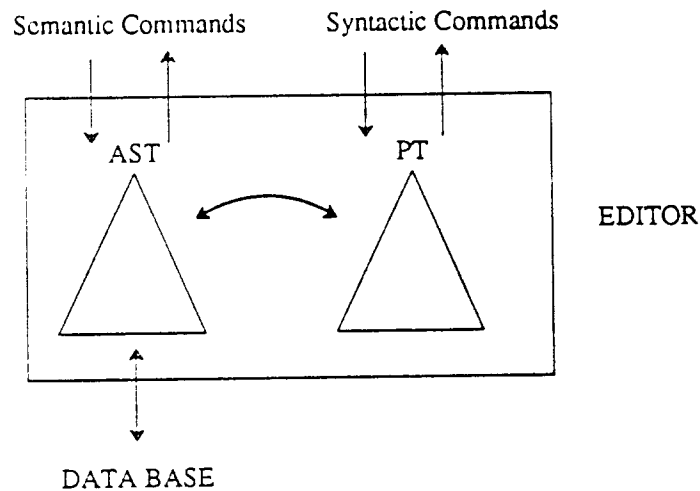 Semantic Commands
Syntactic Commands
AST
PT
EDITOR
DATA BASE